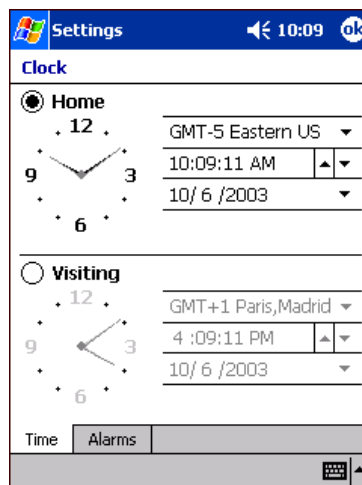 Settings 10:09 ok
Clock
Home
12
9 3
6
GMT-5 Eastern US
10:09:11 AM
10/ 6 /2003
Visiting
12
9 3
6
GMT+1 Paris,Madrid
4 :09:11 PM
10/ 6 /2003
Time Alarms